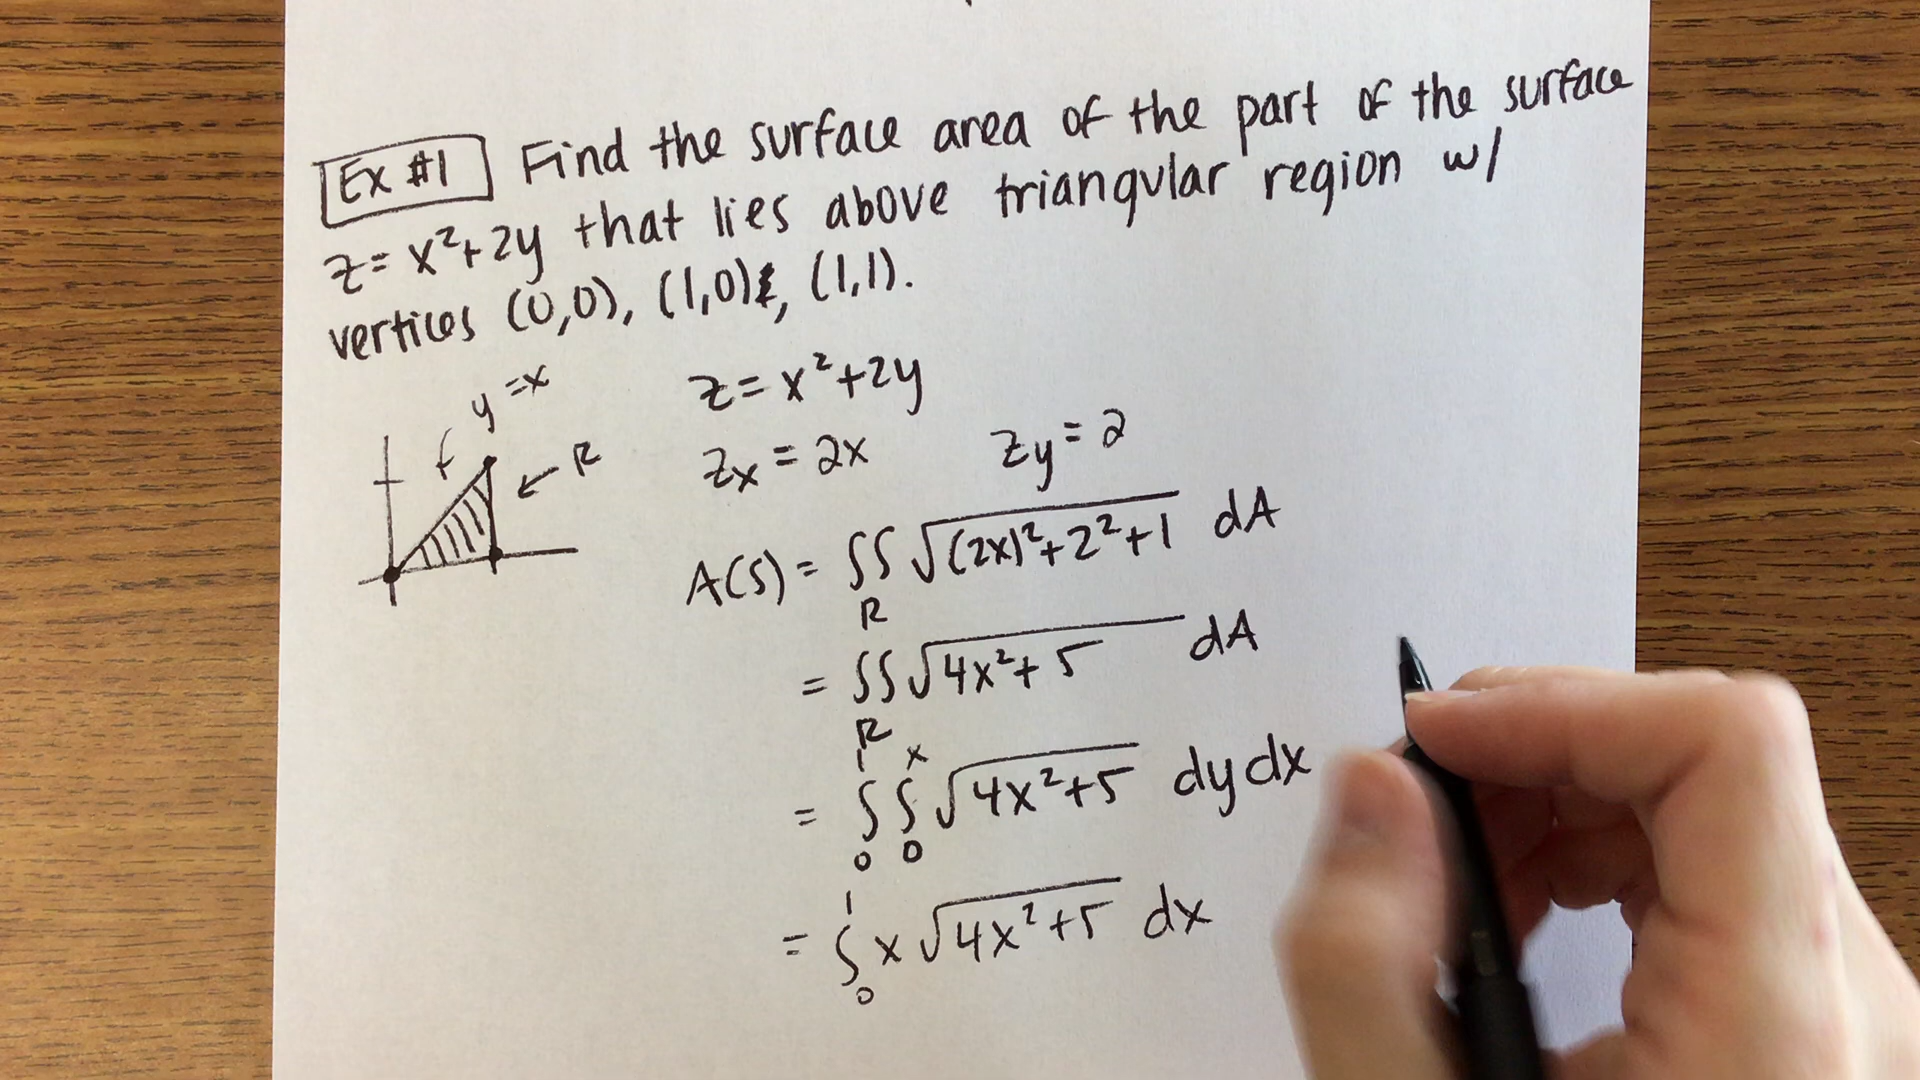 Ex #1 Find the surface area of the part of the surface
z = x²+2y that lies above triangular region w/
vertices (0,0), (1,0)&, (1,1).
y = x
R
z = x²+2y
Zx = 2x Zy = 2
A(S) = ∫∫ √(2x)²+2²+1 dA
R
= ∫∫ √4x²+5 dA
R
1 x
= ∫ ∫ √4x²+5 dy dx
0 0
1
= ∫ x √4x²+5 dx
0